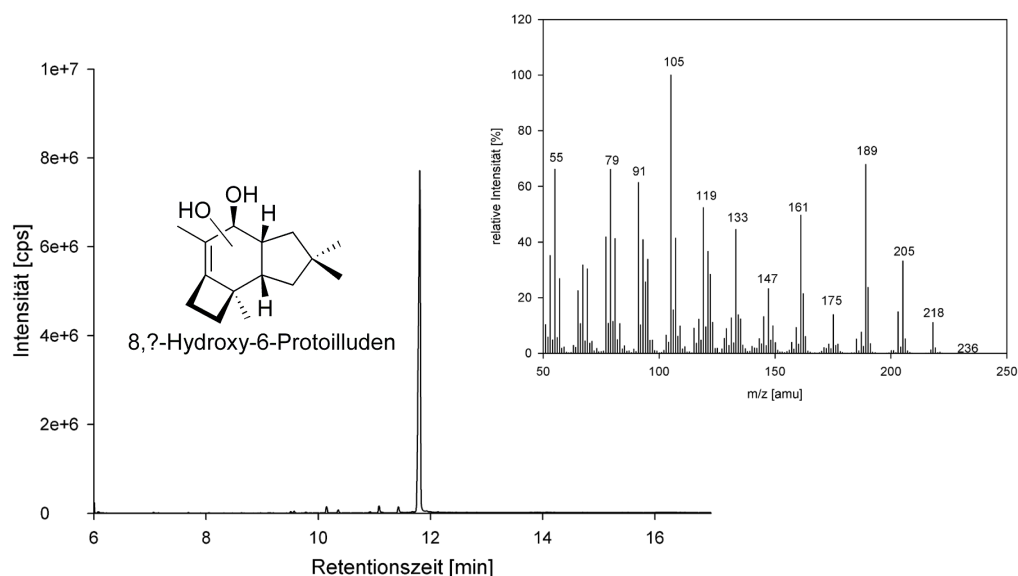 1e+7
8e+6
6e+6
4e+6
2e+6
0
Intensität [cps]
6
8
10
12
14
16
Retentionszeit [min]
OH
HO
H
H
8,?-Hydroxy-6-Protoilluden
120
100
80
60
40
20
0
relative Intensität [%]
55
79
91
105
119
133
147
161
175
189
205
218
236
50
100
150
200
250
m/z [amu]